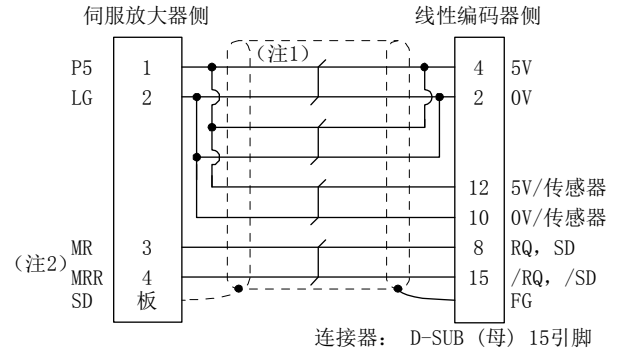 伺服放大器侧 线性编码器侧
(注1)
P5 1 4 5V
LG 2 2 0V
12 5V/传感器
10 0V/传感器
MR 3 8 RQ, SD
(注2)
MRR 4 15 /RQ, /SD
SD 板 FG
连接器: D-SUB (母) 15引脚